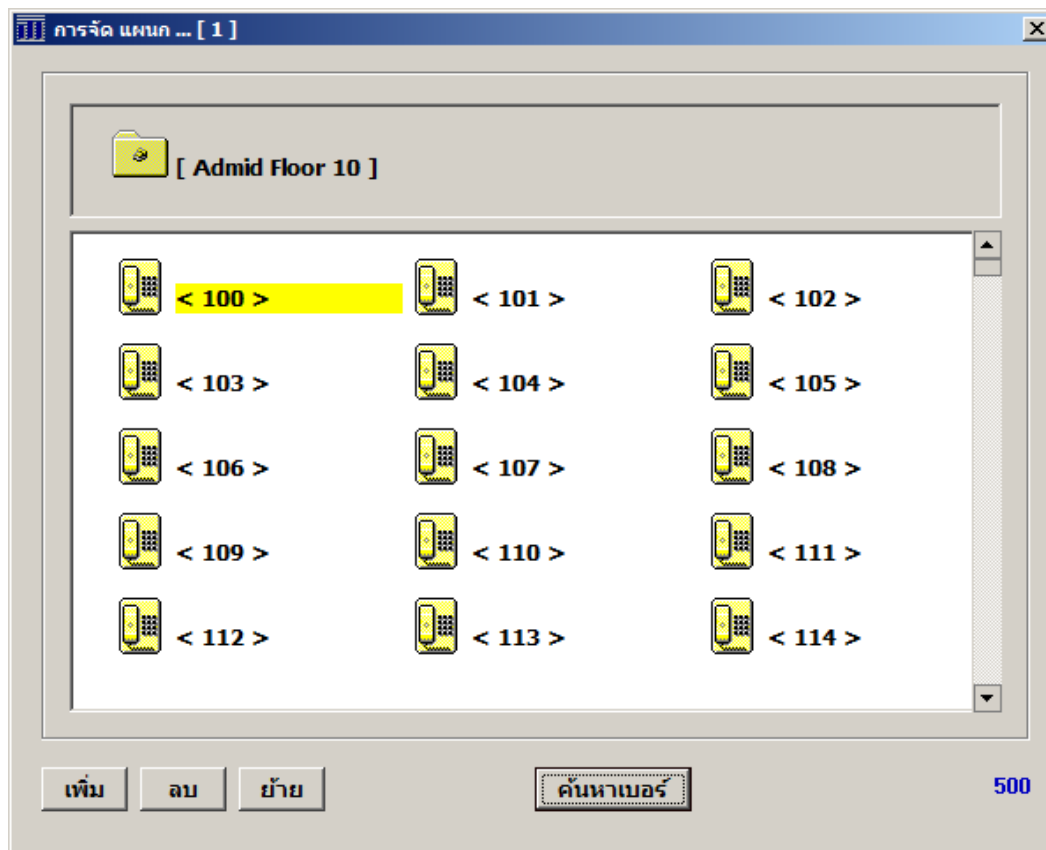 การจัด แผนก ... [ 1 ]
[ Admid Floor 10 ]
< 100 > < 101 > < 102 >
< 103 > < 104 > < 105 >
< 106 > < 107 > < 108 >
< 109 > < 110 > < 111 >
< 112 > < 113 > < 114 >
เพิ่ม ลบ ย้าย ค้นหาเบอร์ 500